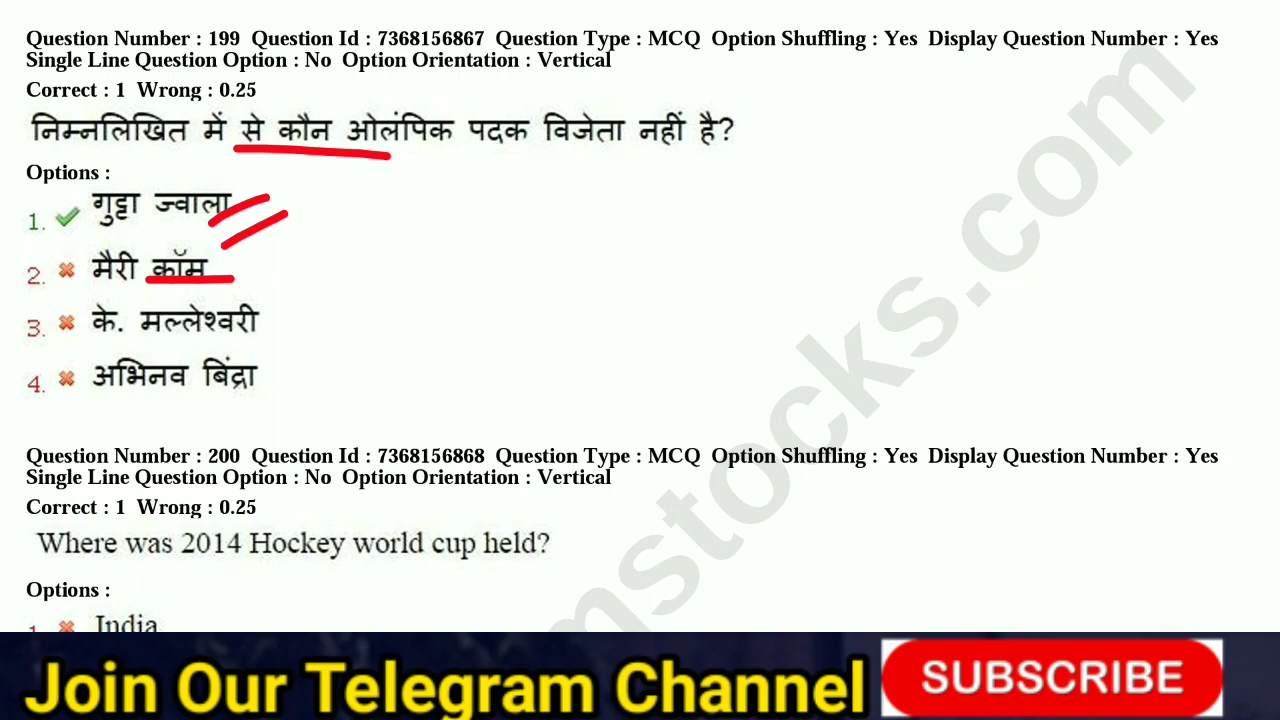 Question Number : 199 Question Id : 7368156867 Question Type : MCQ Option Shuffling : Yes Display Question Number : Yes
Single Line Question Option : No Option Orientation : Vertical
Correct : 1 Wrong : 0.25
निम्नलिखित में से कौन ओलंपिक पदक विजेता नहीं है?
Options :
1. गुट्टा ज्वाला
2. मैरी कॉम
3. के. मल्लेश्वरी
4. अभिनव बिंद्रा
Question Number : 200 Question Id : 7368156868 Question Type : MCQ Option Shuffling : Yes Display Question Number : Yes
Single Line Question Option : No Option Orientation : Vertical
Correct : 1 Wrong : 0.25
Where was 2014 Hockey world cup held?
Options :
1. India
mstocks.com
Join Our Telegram Channel
SUBSCRIBE